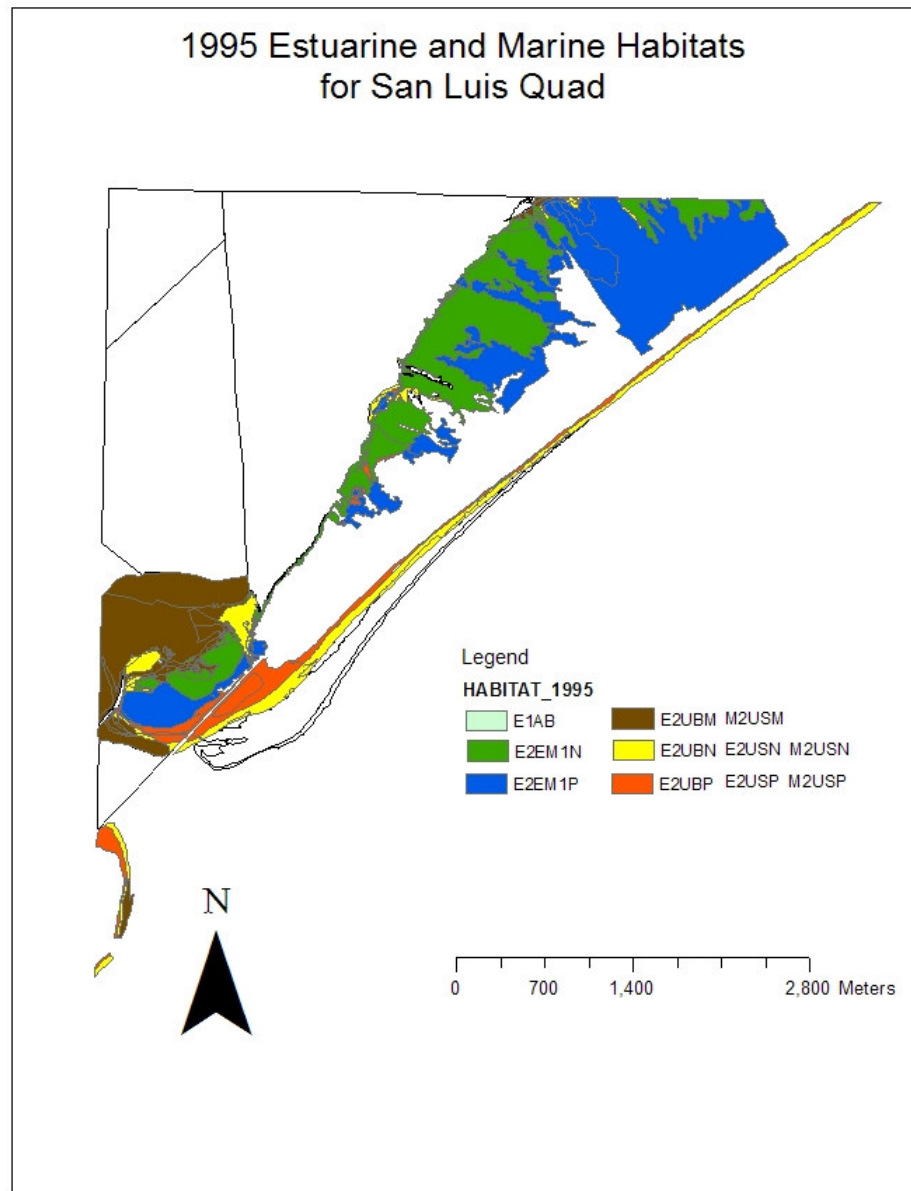 1995 Estuarine and Marine Habitats
for San Luis Quad
Legend
HABITAT_1995
E1AB
E2EM1N
E2EM1P
E2UBM M2USM
E2UBN E2USN M2USN
E2UBP E2USP M2USP
N
0 700 1,400 2,800 Meters